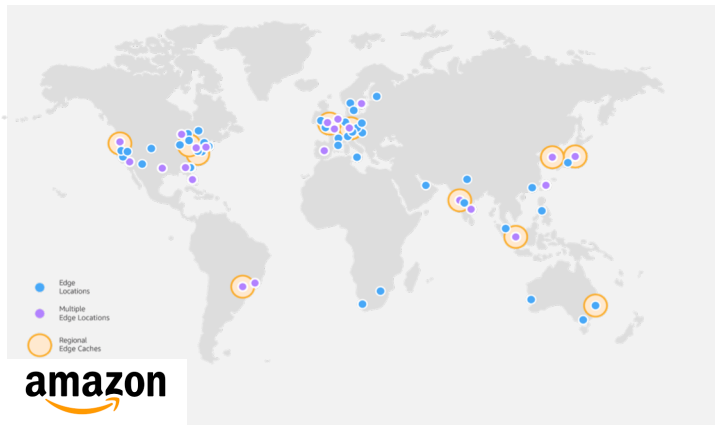 Edge
Locations
Multiple
Edge Locations
Regional
Edge Caches
amazon